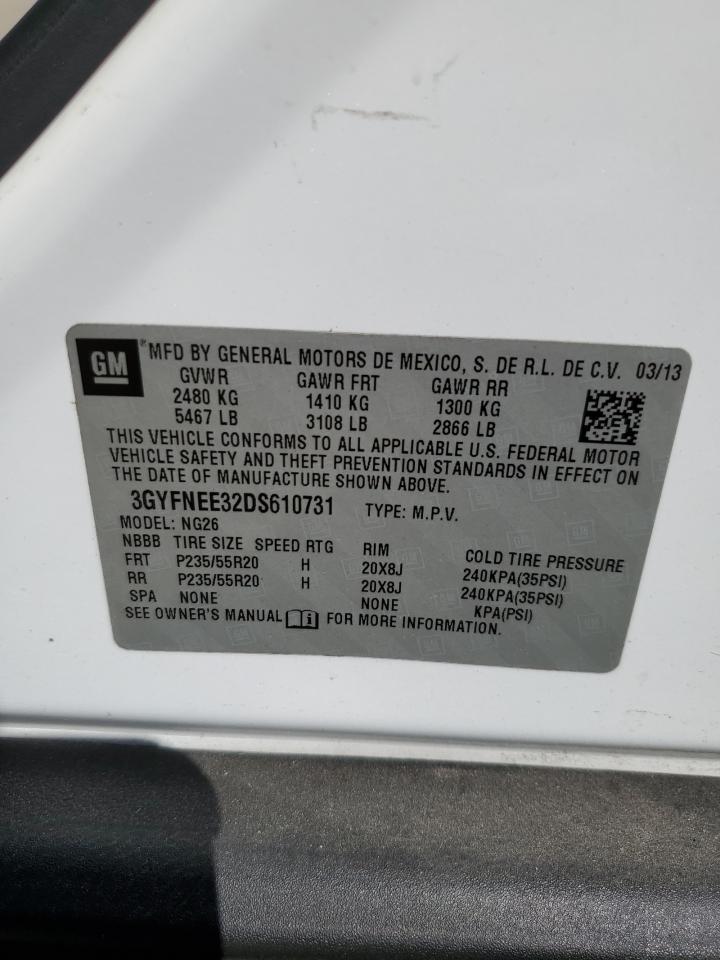 GM ® MFD BY GENERAL MOTORS DE MEXICO, S. DE R.L. DE C.V. 03/13
GVWR GAWR FRT GAWR RR
2480 KG 1410 KG 1300 KG
5467 LB 3108 LB 2866 LB
THIS VEHICLE CONFORMS TO ALL APPLICABLE U.S. FEDERAL MOTOR
VEHICLE SAFETY AND THEFT PREVENTION STANDARDS IN EFFECT ON
THE DATE OF MANUFACTURE SHOWN ABOVE.
3GYFNEE32DS610731 TYPE: M.P.V.
MODEL: NG26
NBBB TIRE SIZE SPEED RTG RIM COLD TIRE PRESSURE
FRT P235/55R20 H 20X8J 240KPA(35PSI)
RR P235/55R20 H 20X8J 240KPA(35PSI)
SPA NONE NONE KPA(PSI)
SEE OWNER'S MANUAL i FOR MORE INFORMATION.